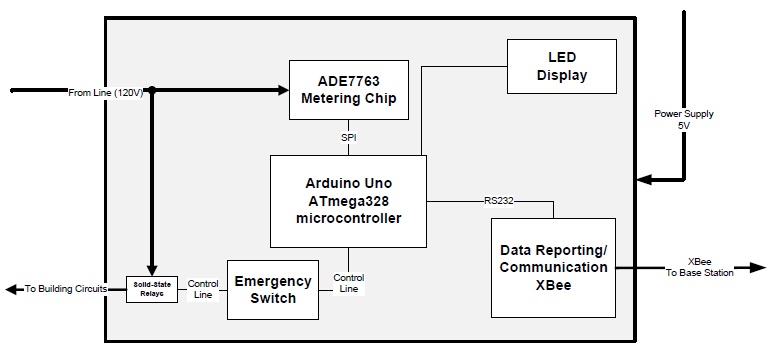 LED
Display
ADE7763
Metering Chip
From Line (120V)
Power Supply
5V
SPI
Arduino Uno
ATmega328
microcontroller
RS232
Data Reporting/
Communication
XBee
XBee
To Base Station
Solid-State
Relays
Control
Line
Emergency
Switch
Control
Line
To Building Circuits